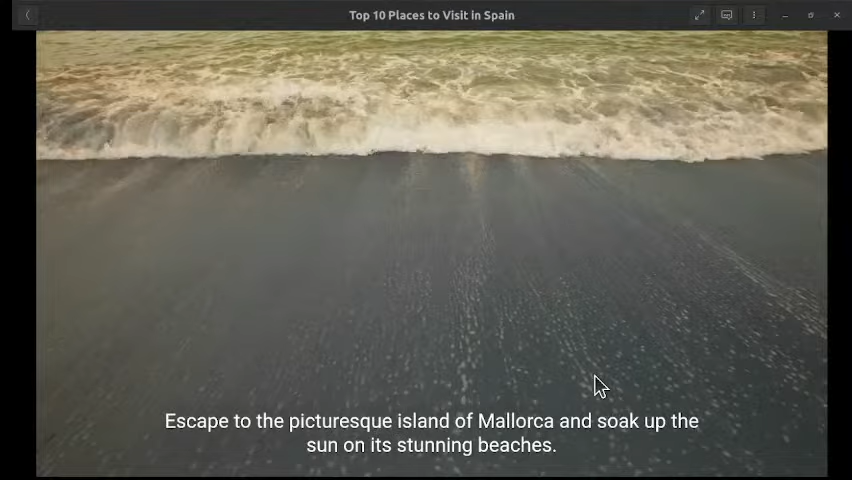 Top 10 Places to Visit in Spain
Escape to the picturesque island of Mallorca and soak up the
sun on its stunning beaches.